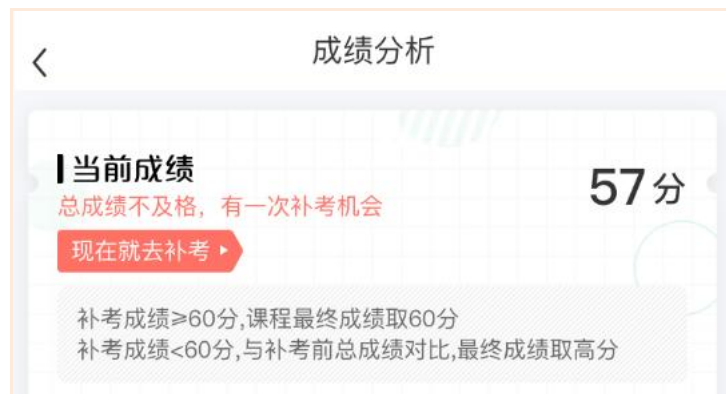 成绩分析
当前成绩
57分
总成绩不及格，有一次补考机会
现在就去补考
补考成绩≥60分,课程最终成绩取60分
补考成绩<60分,与补考前总成绩对比,最终成绩取高分